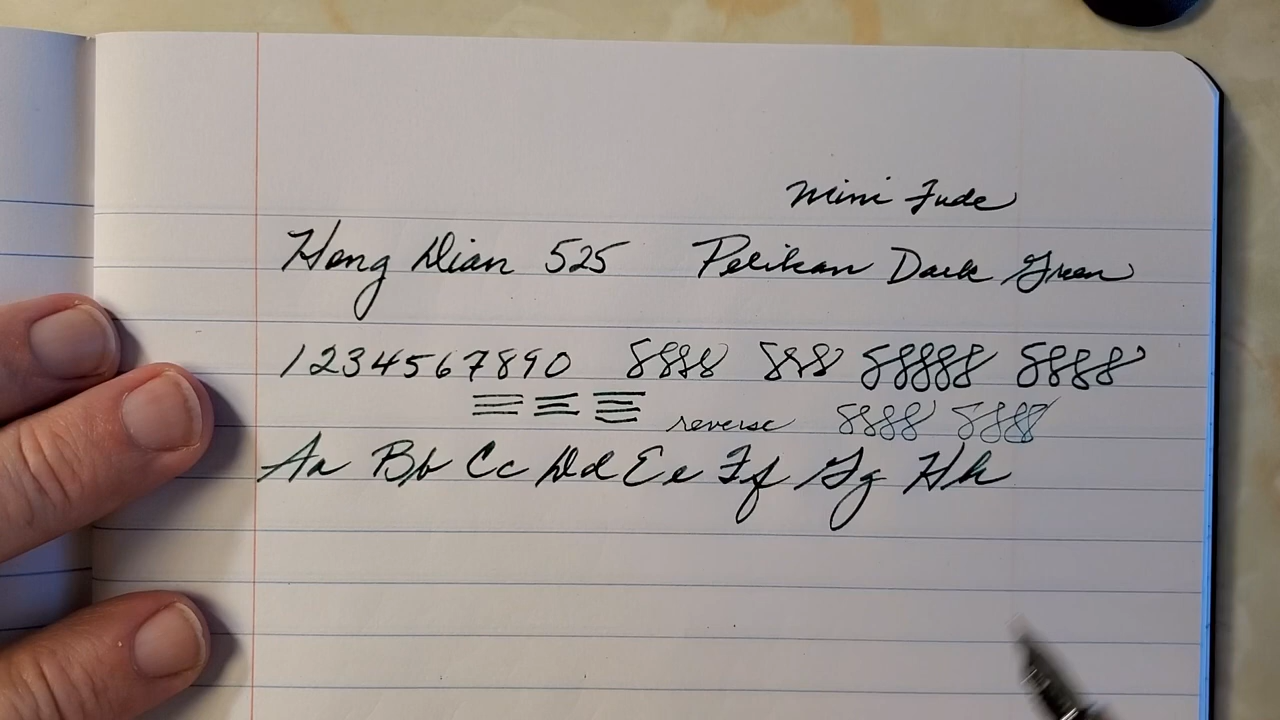 Mini Fude
Hong Dian 525 Pelikan Dark Green
1234567890 8888 888 88888 8888
reverse 8888 8888
Aa Bb Cc Dd Ee Ff Gg Hh